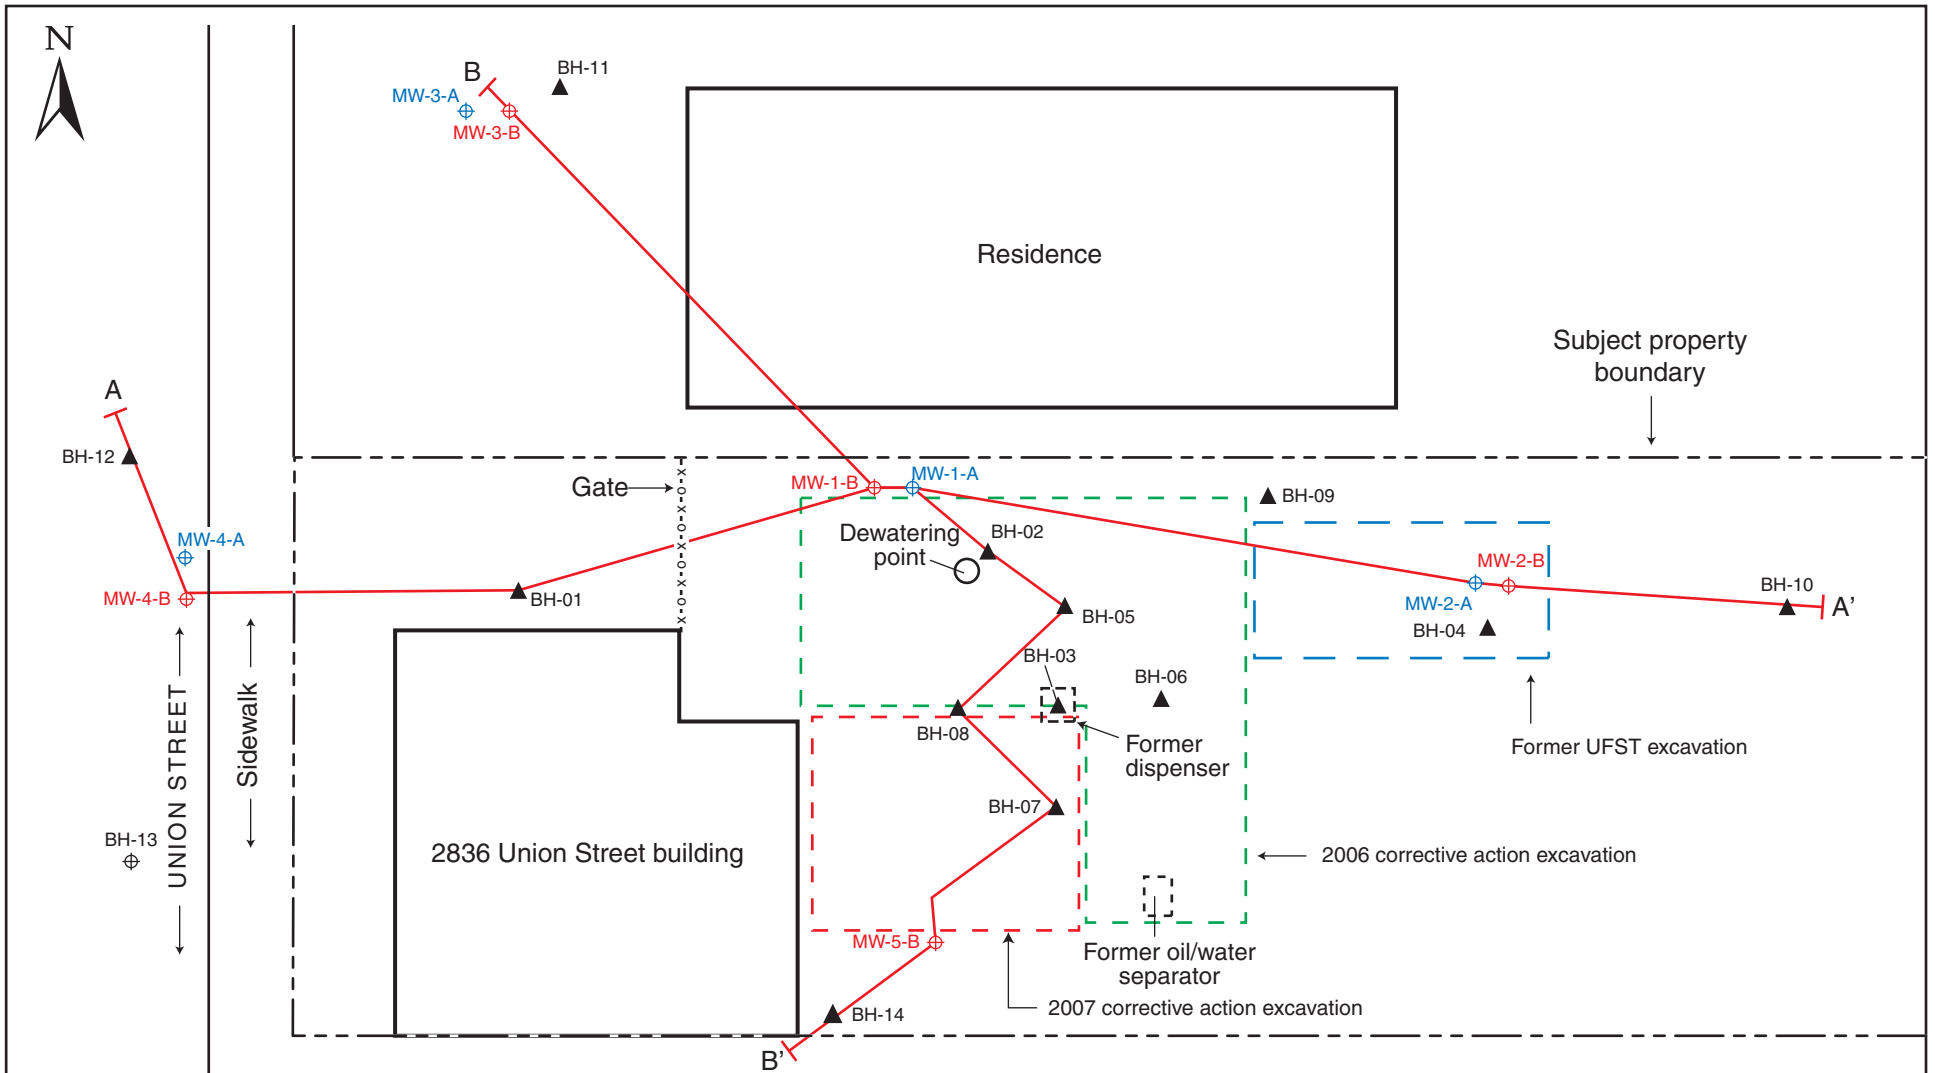 N
B
BH-11
MW-3-A
MW-3-B
Residence
Subject property
boundary
A
BH-12
Gate
MW-1-B
MW-1-A
BH-09
Dewatering
point
BH-02
MW-4-A
MW-2-B
MW-4-B
BH-01
BH-05
MW-2-A
BH-10
A'
BH-04
BH-03
BH-06
UNION STREET
Sidewalk
BH-08
Former
dispenser
Former UFST excavation
BH-07
BH-13
2836 Union Street building
2006 corrective action excavation
MW-5-B
Former oil/water
separator
2007 corrective action excavation
BH-14
B'